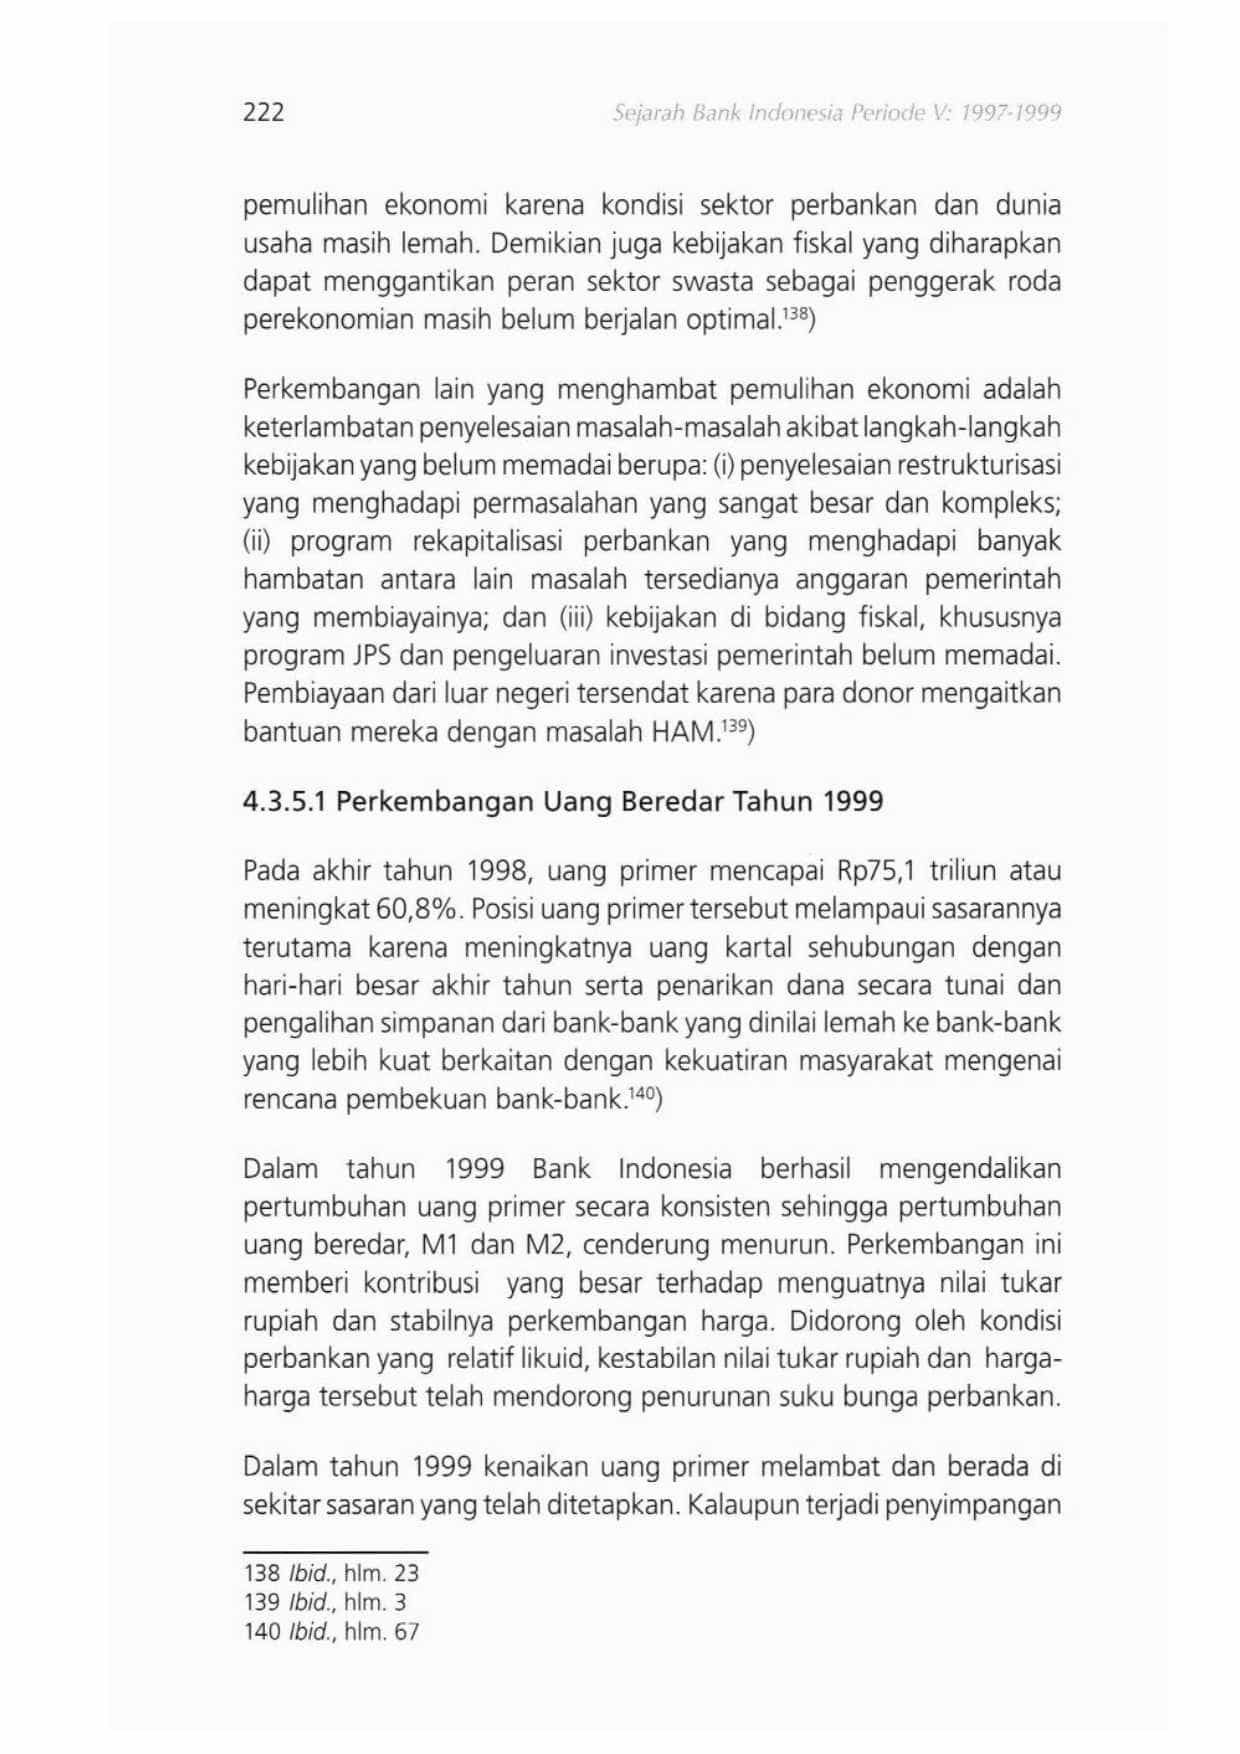 222
Sejarah Bank Indonesia Periode V: 1997-1999
pemulihan ekonomi karena kondisi sektor perbankan dan dunia
usaha masih lemah. Demikian juga kebijakan fiskal yang diharapkan
dapat menggantikan peran sektor swasta sebagai penggerak roda
perekonomian masih belum berjalan optimal.¹³⁸)
Perkembangan lain yang menghambat pemulihan ekonomi adalah
keterlambatan penyelesaian masalah-masalah akibat langkah-langkah
kebijakan yang belum memadai berupa: (i) penyelesaian restrukturisasi
yang menghadapi permasalahan yang sangat besar dan kompleks;
(ii) program rekapitalisasi perbankan yang menghadapi banyak
hambatan antara lain masalah tersedianya anggaran pemerintah
yang membiayainya; dan (iii) kebijakan di bidang fiskal, khususnya
program JPS dan pengeluaran investasi pemerintah belum memadai.
Pembiayaan dari luar negeri tersendat karena para donor mengaitkan
bantuan mereka dengan masalah HAM.¹³⁹)
4.3.5.1 Perkembangan Uang Beredar Tahun 1999
Pada akhir tahun 1998, uang primer mencapai Rp75,1 triliun atau
meningkat 60,8%. Posisi uang primer tersebut melampaui sasarannya
terutama karena meningkatnya uang kartal sehubungan dengan
hari-hari besar akhir tahun serta penarikan dana secara tunai dan
pengalihan simpanan dari bank-bank yang dinilai lemah ke bank-bank
yang lebih kuat berkaitan dengan kekuatiran masyarakat mengenai
rencana pembekuan bank-bank.¹⁴⁰)
Dalam tahun 1999 Bank Indonesia berhasil mengendalikan
pertumbuhan uang primer secara konsisten sehingga pertumbuhan
uang beredar, M1 dan M2, cenderung menurun. Perkembangan ini
memberi kontribusi yang besar terhadap menguatnya nilai tukar
rupiah dan stabilnya perkembangan harga. Didorong oleh kondisi
perbankan yang relatif likuid, kestabilan nilai tukar rupiah dan harga-
harga tersebut telah mendorong penurunan suku bunga perbankan.
Dalam tahun 1999 kenaikan uang primer melambat dan berada di
sekitar sasaran yang telah ditetapkan. Kalaupun terjadi penyimpangan
138 Ibid., hlm. 23
139 Ibid., hlm. 3
140 Ibid., hlm. 67